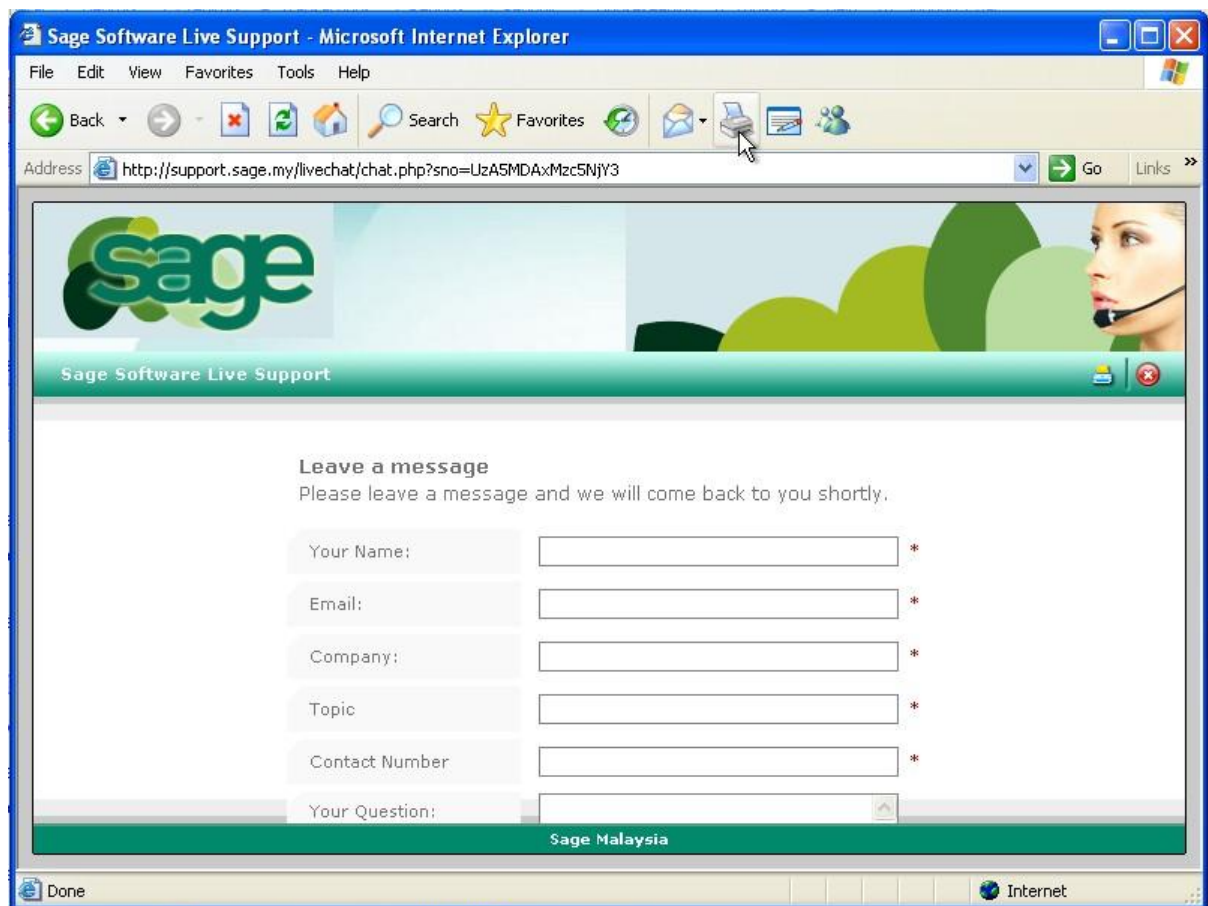 Sage Software Live Support - Microsoft Internet Explorer
File Edit View Favorites Tools Help
Back Search Favorites
Address http://support.sage.my/livechat/chat.php?sno=UzA5MDAxMzc5NjY3 Go Links »
sage
Sage Software Live Support
Leave a message
Please leave a message and we will come back to you shortly.
Your Name: *
Email: *
Company: *
Topic *
Contact Number *
Your Question:
Sage Malaysia
Done Internet